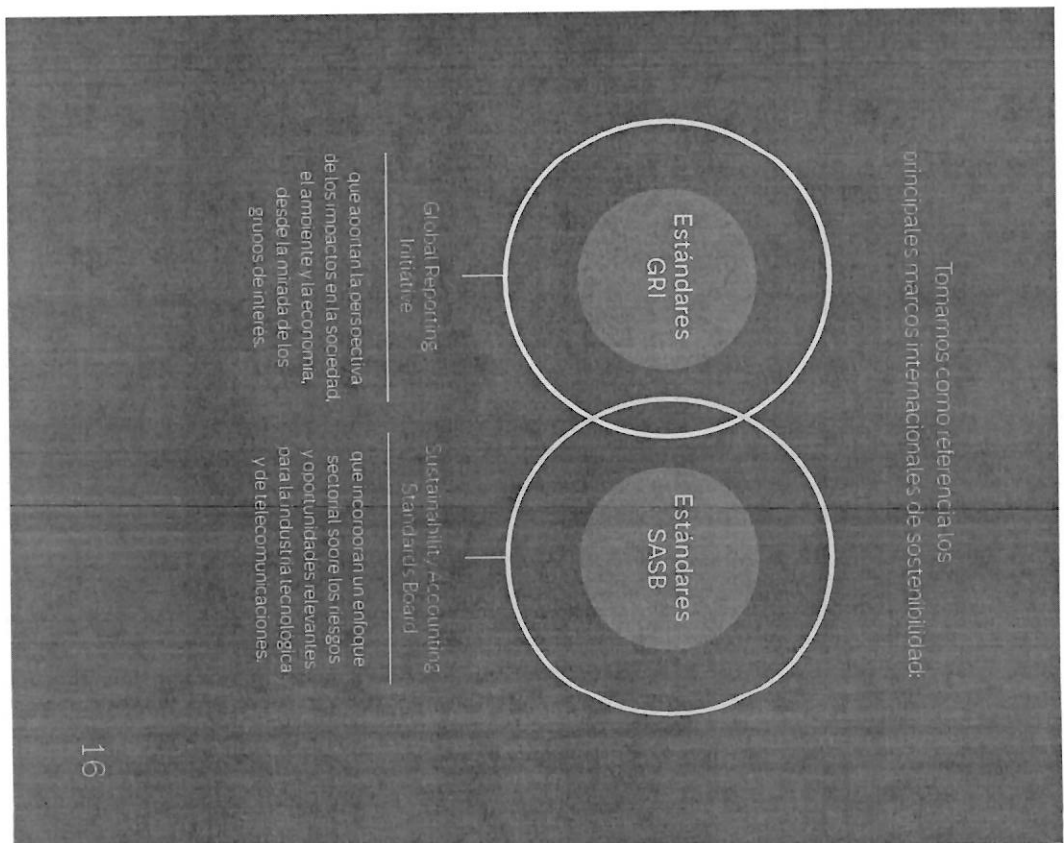 Tomamos como referencia los
principales marcos internacionales de sostenibilidad:
Estándares
GRI
Estándares
SASB
Global Reporting
Initiative
que aportan la perspectiva
de los impactos en la sociedad,
el ambiente y la economía,
desde la mirada de los
grupos de interés.
Sustainability Accounting
Standards Board
que incorporan un enfoque
sectorial sobre los riesgos
y oportunidades relevantes
para la industria tecnológica
y de telecomunicaciones.
16